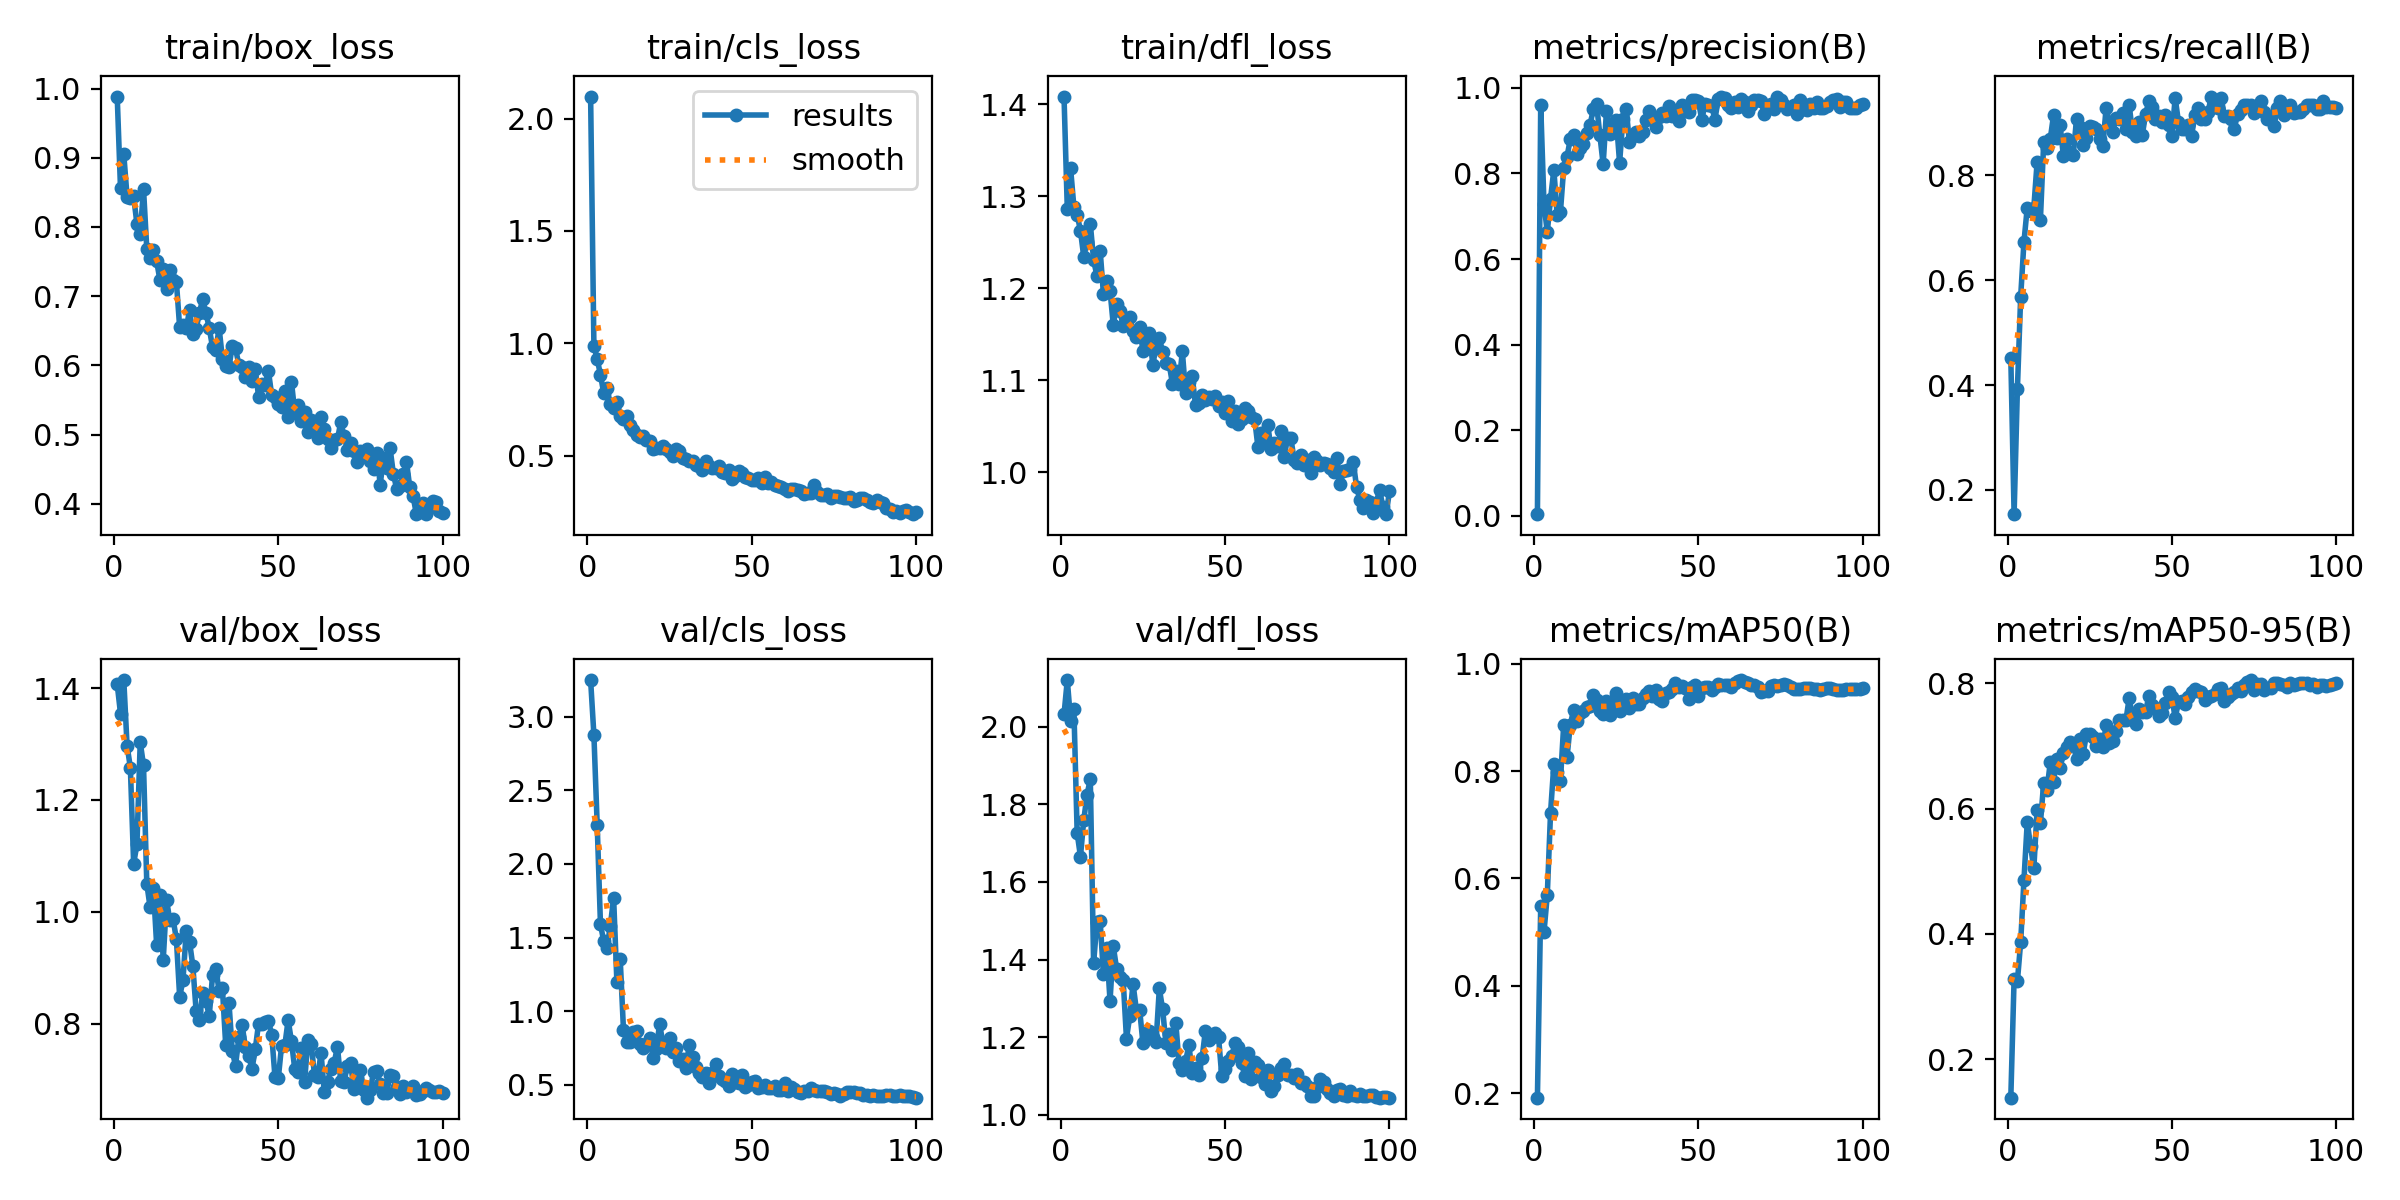 train/box_loss
1.0
0.9
0.8
0.7
0.6
0.5
0.4
0 50 100
train/cls_loss
results
smooth
2.0
1.5
1.0
0.5
0 50 100
train/dfl_loss
1.4
1.3
1.2
1.1
1.0
0 50 100
metrics/precision(B)
1.0
0.8
0.6
0.4
0.2
0.0
0 50 100
metrics/recall(B)
0.8
0.6
0.4
0.2
0 50 100
val/box_loss
1.4
1.2
1.0
0.8
0 50 100
val/cls_loss
3.0
2.5
2.0
1.5
1.0
0.5
0 50 100
val/dfl_loss
2.0
1.8
1.6
1.4
1.2
1.0
0 50 100
metrics/mAP50(B)
1.0
0.8
0.6
0.4
0.2
0 50 100
metrics/mAP50-95(B)
0.8
0.6
0.4
0.2
0 50 100